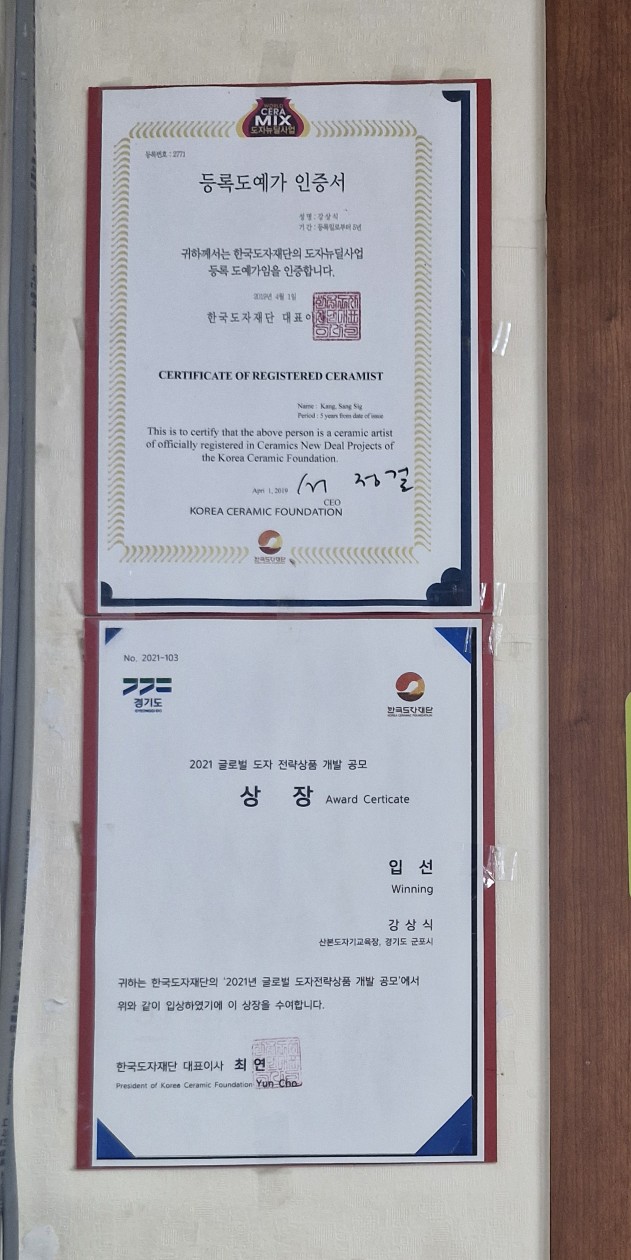 WORLD
CERA
MIX
도자뉴딜사업
등록번호 : 2771
등록도예가 인증서
성 명 : 강 상 식
기 간 : 등록일로부터 5년
귀하께서는 한국도자재단의 도자뉴딜사업
등록 도예가임을 인증합니다.
2019년 4월 1일
한국도자재단 대표이
CERTIFICATE OF REGISTERED CERAMIST
Name : Kang, Sang Sig
Period : 5 years from date of issue
This is to certify that the above person is a ceramic artist
of officially registered in Ceramics New Deal Projects of
the Korea Ceramic Foundation.
Apri 1, 2019 서 정걸
CEO
KOREA CERAMIC FOUNDATION
한국도자재단
No. 2021-103
경기도
한국도자재단
KOREA CERAMIC FOUNDATION
2021 글로벌 도자 전략상품 개발 공모
상 장 Award Certicate
입 선
Winning
강 상 식
산본도자기교육장, 경기도 군포시
귀하는 한국도자재단의 '2021년 글로벌 도자전략상품 개발 공모'에서
위와 같이 입상하였기에 이 상장을 수여합니다.
한국도자재단 대표이사 최 연
President of Korea Ceramic Foundation Yun Cho